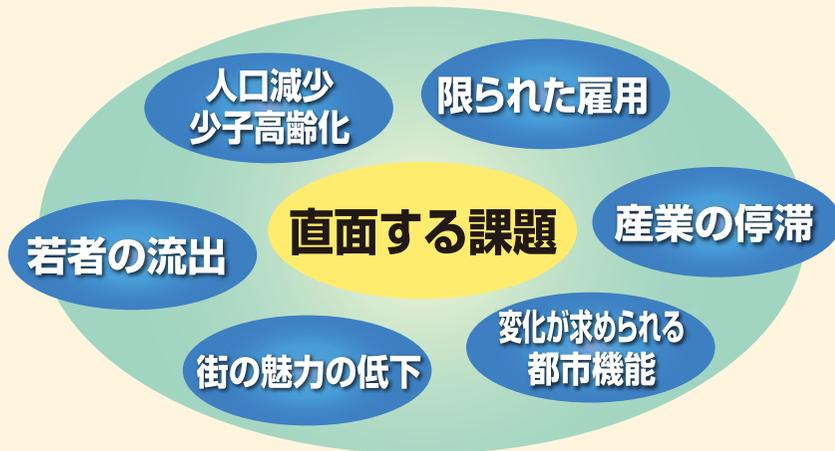 人口減少
少子高齢化
限られた雇用
直面する課題
産業の停滞
若者の流出
変化が求められる
都市機能
街の魅力の低下